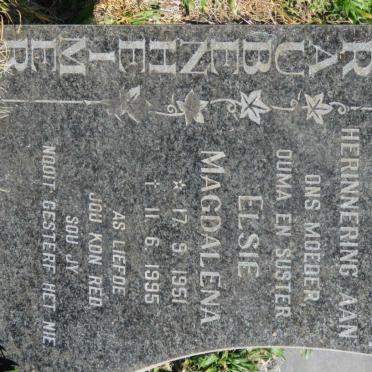 RAUBENHEIMER
HERINNERING AAN
ONS MOEDER
OUMA EN SUSTER
ELSIE
MAGDALENA
17.9.1951
11.6.1995
AS LIEFDE
JOU KON RED
SOU JY
NOOIT GESTERF HET NIE